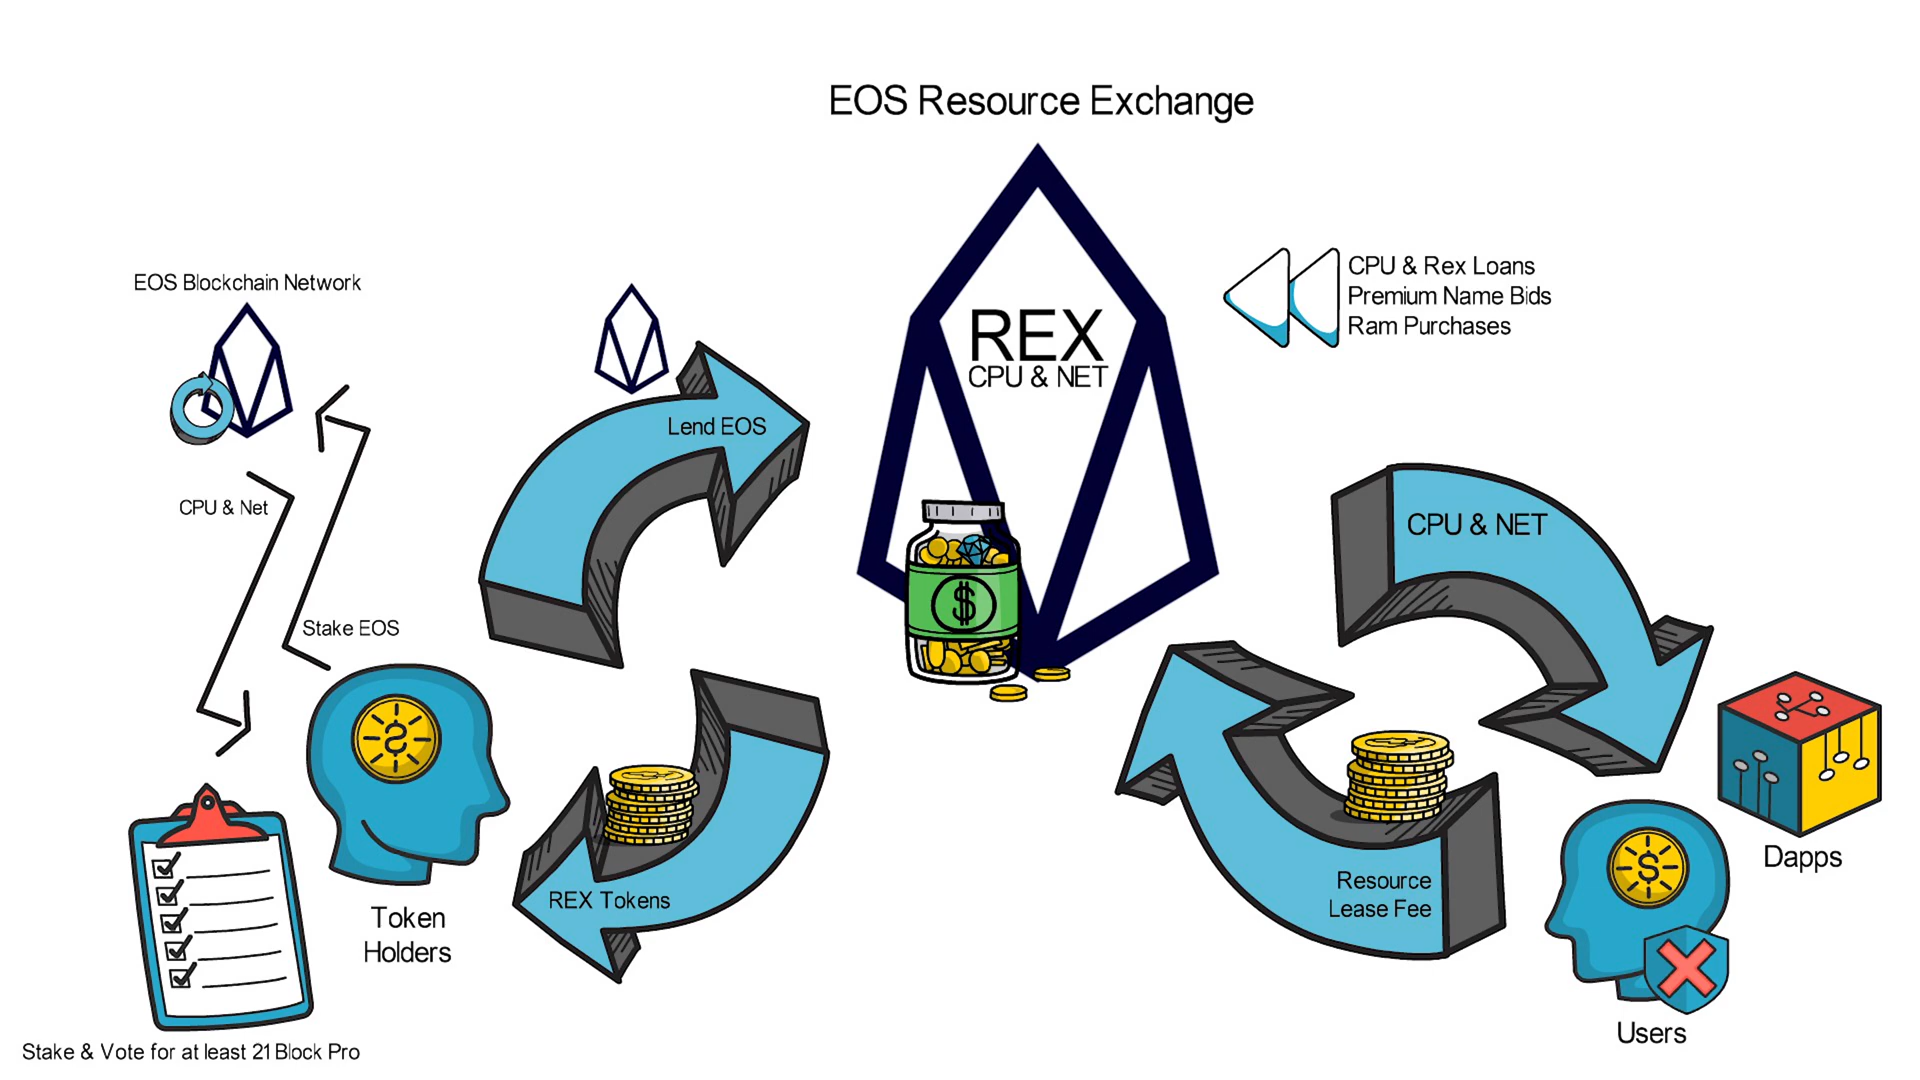 EOS Resource Exchange
EOS Blockchain Network
CPU & Rex Loans
Premium Name Bids
Ram Purchases
REX
CPU & NET
Lend EOS
CPU & Net
CPU & NET
Stake EOS
REX Tokens
Resource
Lease Fee
Token
Holders
Dapps
Users
Stake & Vote for at least 21 Block Pro